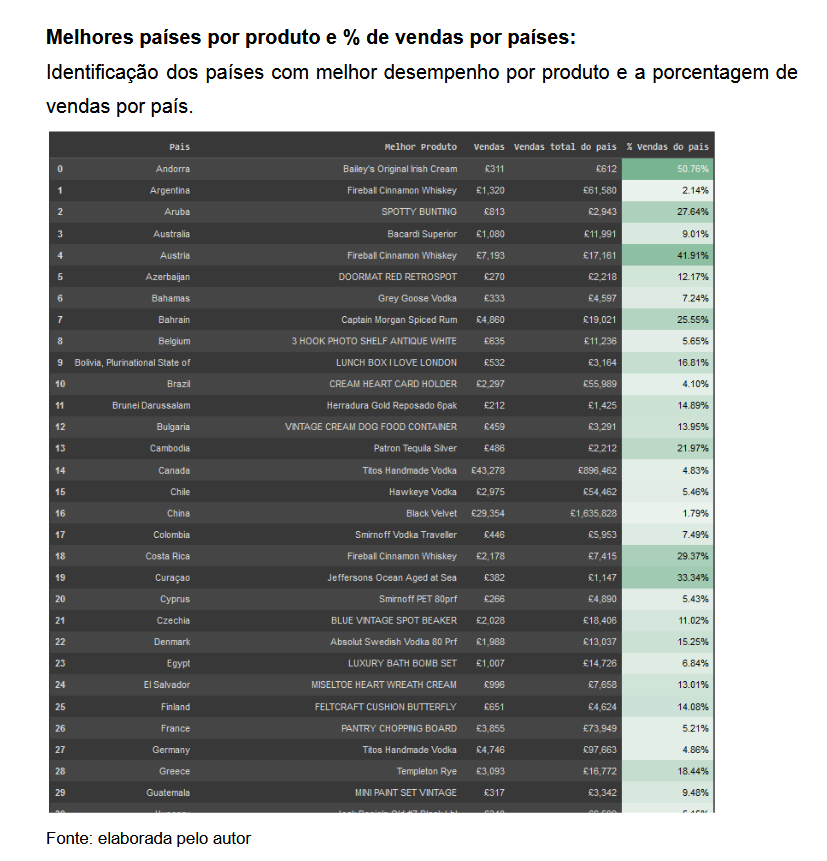 Melhores países por produto e % de vendas por países:
Identificação dos países com melhor desempenho por produto e a porcentagem de
vendas por país.
Pais Melhor Produto Vendas Vendas total do pais % Vendas do pais
0 Andorra Bailey's Original Irish Cream £311 £612 50.76%
1 Argentina Fireball Cinnamon Whiskey £1,320 £61,580 2.14%
2 Aruba SPOTTY BUNTING £813 £2,943 27.64%
3 Australia Bacardi Superior £1,080 £11,991 9.01%
4 Austria Fireball Cinnamon Whiskey £7,193 £17,161 41.91%
5 Azerbaijan DOORMAT RED RETROSPOT £270 £2,218 12.17%
6 Bahamas Grey Goose Vodka £333 £4,597 7.24%
7 Bahrain Captain Morgan Spiced Rum £4,860 £19,021 25.55%
8 Belgium 3 HOOK PHOTO SHELF ANTIQUE WHITE £635 £11,236 5.65%
9 Bolivia, Plurinational State of LUNCH BOX I LOVE LONDON £532 £3,164 16.81%
10 Brazil CREAM HEART CARD HOLDER £2,297 £55,989 4.10%
11 Brunei Darussalam Herradura Gold Reposado 6pak £212 £1,425 14.89%
12 Bulgaria VINTAGE CREAM DOG FOOD CONTAINER £459 £3,291 13.95%
13 Cambodia Patron Tequila Silver £486 £2,212 21.97%
14 Canada Titos Handmade Vodka £43,278 £896,462 4.83%
15 Chile Hawkeye Vodka £2,975 £54,462 5.46%
16 China Black Velvet £29,354 £1,635,828 1.79%
17 Colombia Smirnoff Vodka Traveller £446 £5,953 7.49%
18 Costa Rica Fireball Cinnamon Whiskey £2,178 £7,415 29.37%
19 Curaçao Jeffersons Ocean Aged at Sea £382 £1,147 33.34%
20 Cyprus Smirnoff PET 80prf £266 £4,890 5.43%
21 Czechia BLUE VINTAGE SPOT BEAKER £2,028 £18,406 11.02%
22 Denmark Absolut Swedish Vodka 80 Prf £1,988 £13,037 15.25%
23 Egypt LUXURY BATH BOMB SET £1,007 £14,726 6.84%
24 El Salvador MISELTOE HEART WREATH CREAM £996 £7,658 13.01%
25 Finland FELTCRAFT CUSHION BUTTERFLY £651 £4,624 14.08%
26 France PANTRY CHOPPING BOARD £3,855 £73,949 5.21%
27 Germany Titos Handmade Vodka £4,746 £97,663 4.86%
28 Greece Templeton Rye £3,093 £16,772 18.44%
29 Guatemala MINI PAINT SET VINTAGE £317 £3,342 9.48%
Fonte: elaborada pelo autor